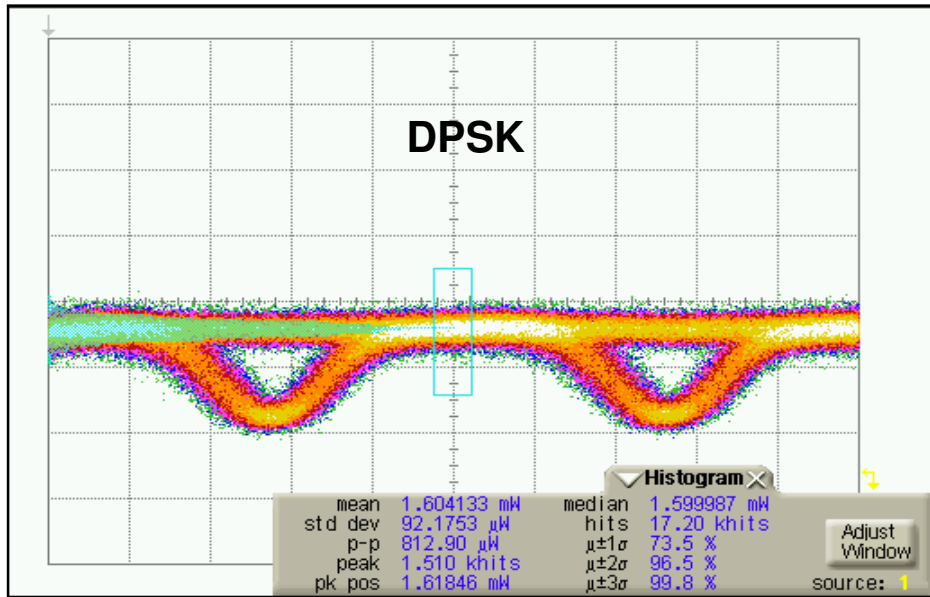 DPSK
Histogram
mean 1.604133 mW median 1.599987 mW
std dev 92.1753 µW hits 17.20 khits
p-p 812.90 µW µ±1σ 73.5 %
peak 1.510 khits µ±2σ 96.5 %
pk pos 1.61846 mW µ±3σ 99.8 %
Adjust
Window
source: 1